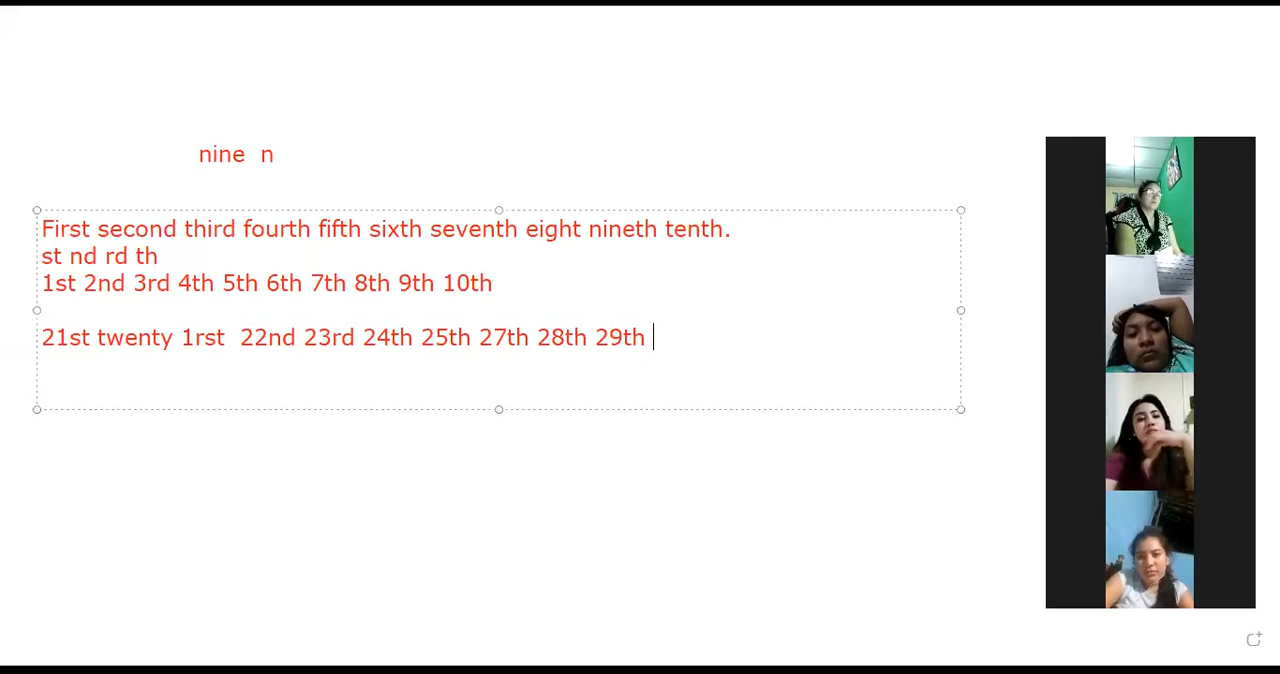 nine n
First second third fourth fifth sixth seventh eight nineth tenth.
st nd rd th
1st 2nd 3rd 4th 5th 6th 7th 8th 9th 10th
21st twenty 1rst 22nd 23rd 24th 25th 27th 28th 29th